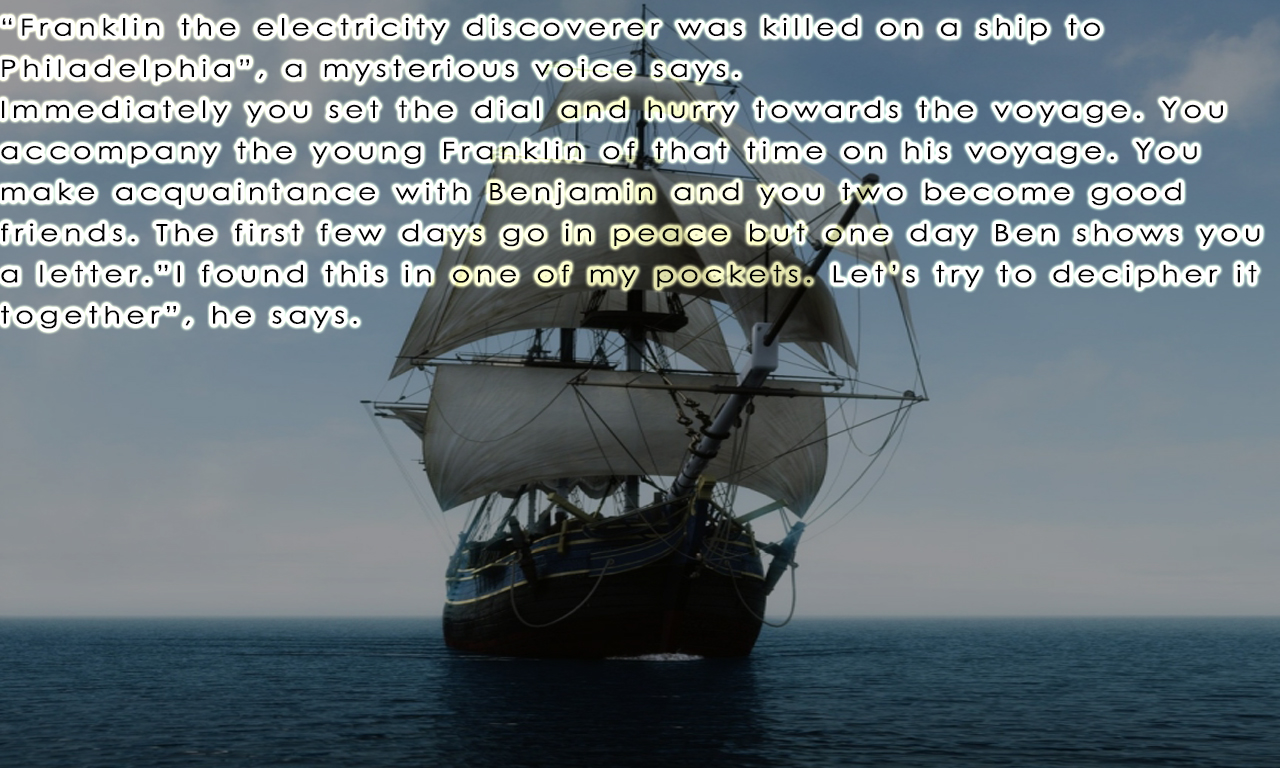 “Franklin the electricity discoverer was killed on a ship to
Philadelphia”, a mysterious voice says.
Immediately you set the dial and hurry towards the voyage. You
accompany the young Franklin of that time on his voyage. You
make acquaintance with Benjamin and you two become good
friends. The first few days go in peace but one day Ben shows you
a letter.”I found this in one of my pockets. Let’s try to decipher it
together”, he says.